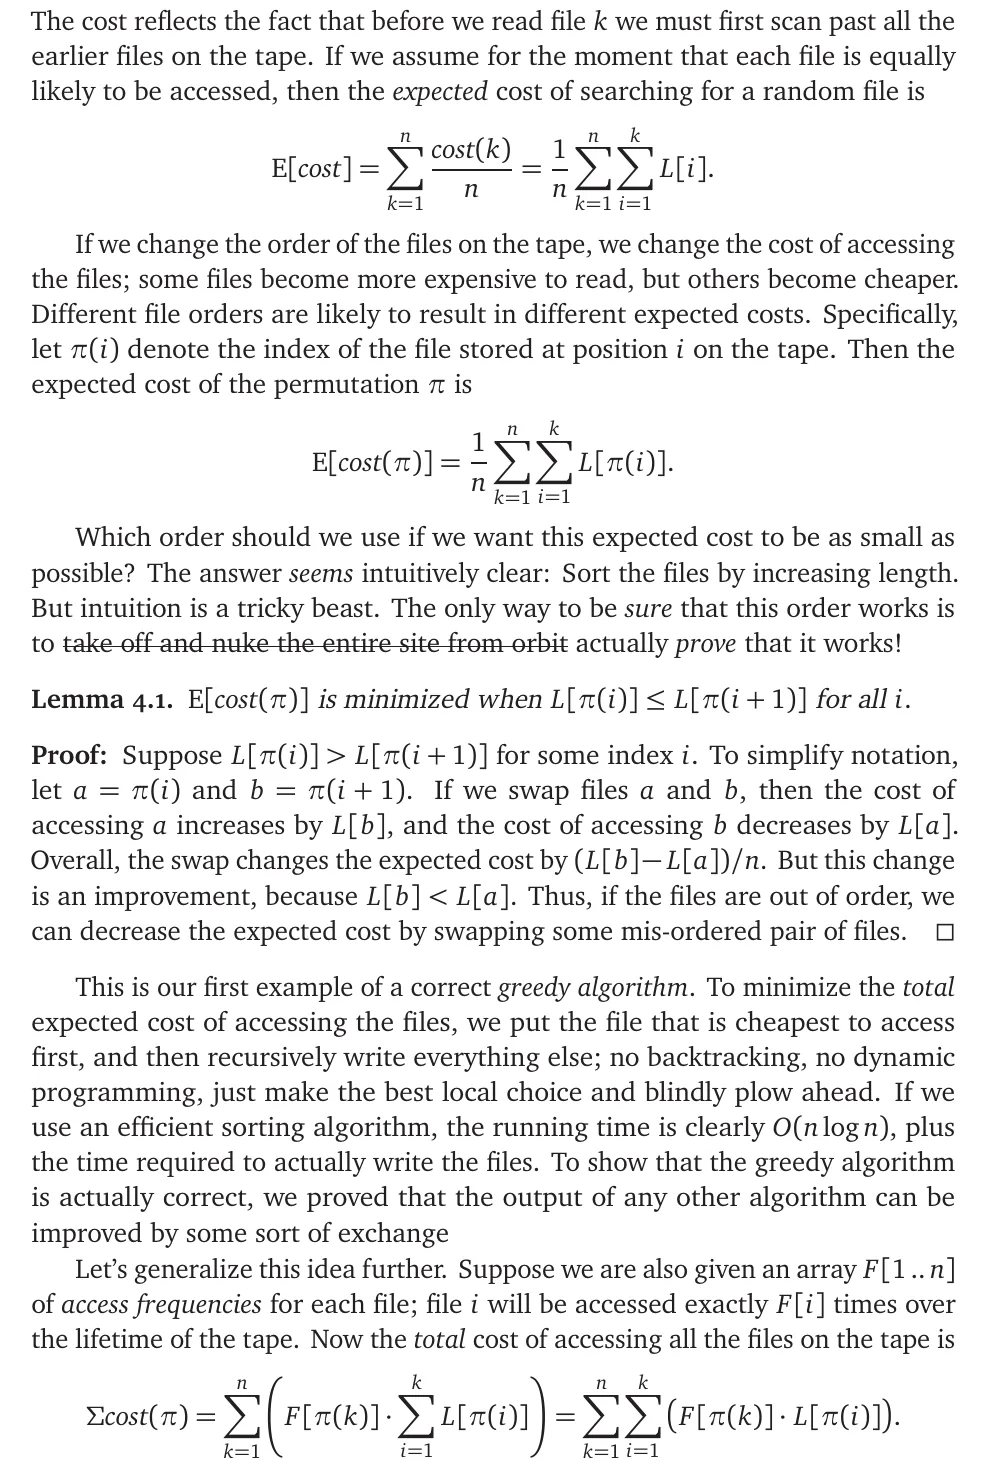 The cost reflects the fact that before we read file k we must first scan past all the
earlier files on the tape. If we assume for the moment that each file is equally
likely to be accessed, then the expected cost of searching for a random file is
E[cost] = \sum_{k=1}^{n} \frac{cost(k)}{n} = \frac{1}{n} \sum_{k=1}^{n} \sum_{i=1}^{k} L[i].
If we change the order of the files on the tape, we change the cost of accessing
the files; some files become more expensive to read, but others become cheaper.
Different file orders are likely to result in different expected costs. Specifically,
let π(i) denote the index of the file stored at position i on the tape. Then the
expected cost of the permutation π is
E[cost(π)] = \frac{1}{n} \sum_{k=1}^{n} \sum_{i=1}^{k} L[π(i)].
Which order should we use if we want this expected cost to be as small as
possible? The answer seems intuitively clear: Sort the files by increasing length.
But intuition is a tricky beast. The only way to be sure that this order works is
to take off and nuke the entire site from orbit actually prove that it works!
Lemma 4.1. E[cost(π)] is minimized when L[π(i)] ≤ L[π(i + 1)] for all i.
Proof: Suppose L[π(i)] > L[π(i + 1)] for some index i. To simplify notation,
let a = π(i) and b = π(i + 1). If we swap files a and b, then the cost of
accessing a increases by L[b], and the cost of accessing b decreases by L[a].
Overall, the swap changes the expected cost by (L[b] − L[a])/n. But this change
is an improvement, because L[b] < L[a]. Thus, if the files are out of order, we
can decrease the expected cost by swapping some mis-ordered pair of files. □
This is our first example of a correct greedy algorithm. To minimize the total
expected cost of accessing the files, we put the file that is cheapest to access
first, and then recursively write everything else; no backtracking, no dynamic
programming, just make the best local choice and blindly plow ahead. If we
use an efficient sorting algorithm, the running time is clearly O(n log n), plus
the time required to actually write the files. To show that the greedy algorithm
is actually correct, we proved that the output of any other algorithm can be
improved by some sort of exchange
Let's generalize this idea further. Suppose we are also given an array F[1 .. n]
of access frequencies for each file; file i will be accessed exactly F[i] times over
the lifetime of the tape. Now the total cost of accessing all the files on the tape is
Σcost(π) = \sum_{k=1}^{n} \left( F[π(k)] · \sum_{i=1}^{k} L[π(i)] \right) = \sum_{k=1}^{n} \sum_{i=1}^{k} (F[π(k)] · L[π(i)]).